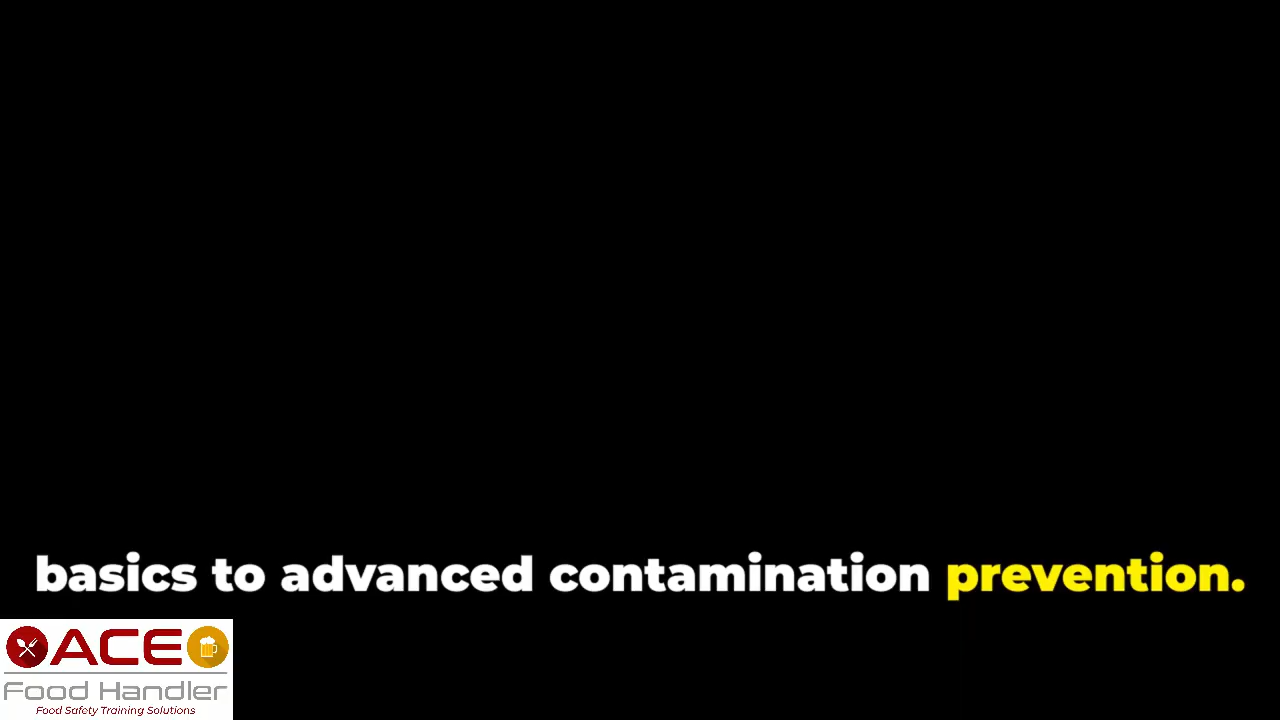 basics to advanced contamination prevention.
ACE
Food Handler
Food Safety Training Solutions